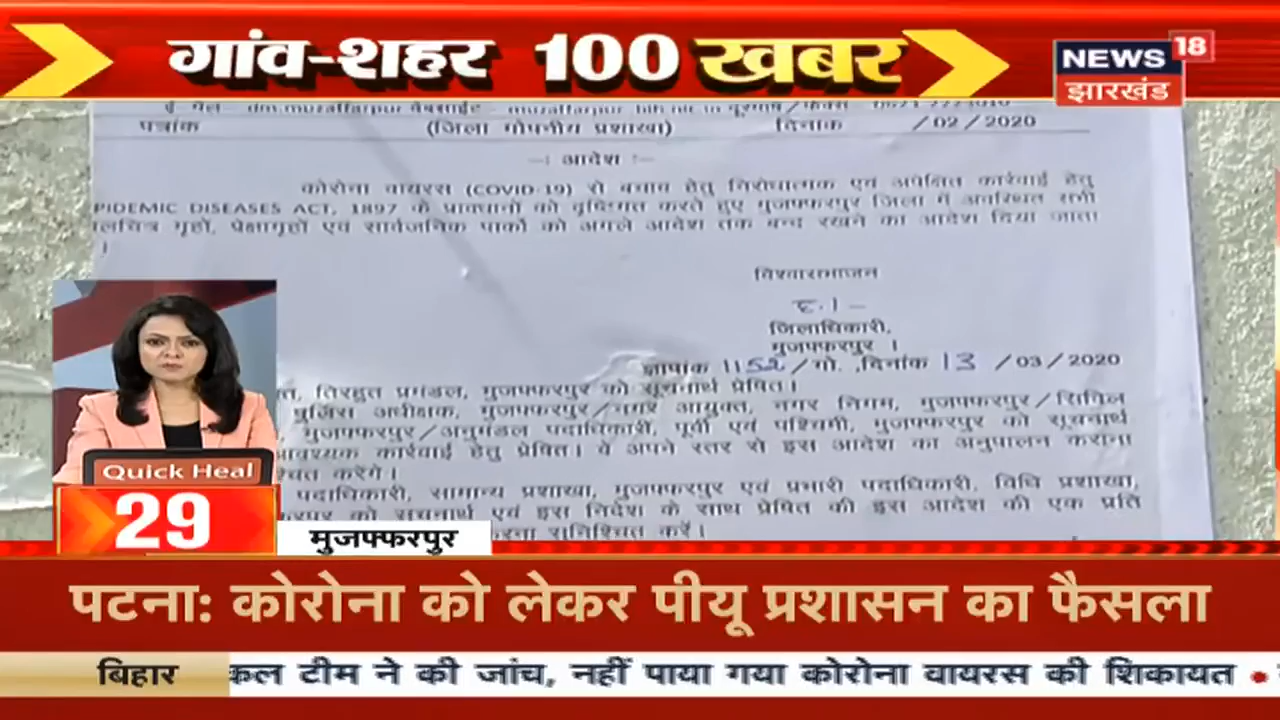 गांव-शहर 100 खबर
NEWS 18
झारखंड
पत्रांक (जिला गोपनीय प्रशाखा) दिनांक /02/2020
—: आदेश :—
कोरोना वायरस (COVID-19) से बचाव हेतु निरोधात्मक एवं अपेक्षित कार्रवाई हेतु
PIDEMIC DISEASES ACT, 1897 के प्रावधानों को दृष्टिगत करते हुए मुजफ्फरपुर जिला में अवस्थित सभी
लचित्र गृहों, प्रेक्षागृहों एवं सार्वजनिक पार्कों को अगले आदेश तक बन्द रखने का आदेश दिया जाता
।
विश्वासभाजन
ह.।—
जिलाधिकारी,
मुजफ्फरपुर ।
ज्ञापांक 1152 /गो. ,दिनांक 13 /03/2020
त, तिरहुत प्रमंडल, मुजफ्फरपुर को सूचनार्थ प्रेषित।
पुलिस अधीक्षक, मुजफ्फरपुर/नगर आयुक्त, नगर निगम, मुजफ्फरपुर/सिविल
मुजफ्फरपुर/अनुमंडल पदाधिकारी, पूर्वी एवं पश्चिमी, मुजफ्फरपुर को सूचनार्थ
आवश्यक कार्रवाई हेतु प्रेषित। वे अपने स्तर से इस आदेश का अनुपालन कराना
श्चित करेंगे।
पदाधिकारी, सामान्य प्रशाखा, मुजफ्फरपुर एवं प्रभारी पदाधिकारी, विधि प्रशाखा,
फरपुर को सूचनार्थ एवं इस निर्देश के साथ प्रेषित की इस आदेश की एक प्रति
करना सुनिश्चित करें।
Quick Heal
29
मुजफ्फरपुर
पटना: कोरोना को लेकर पीयू प्रशासन का फैसला
बिहार कल टीम ने की जांच, नहीं पाया गया कोरोना वायरस की शिकायत •